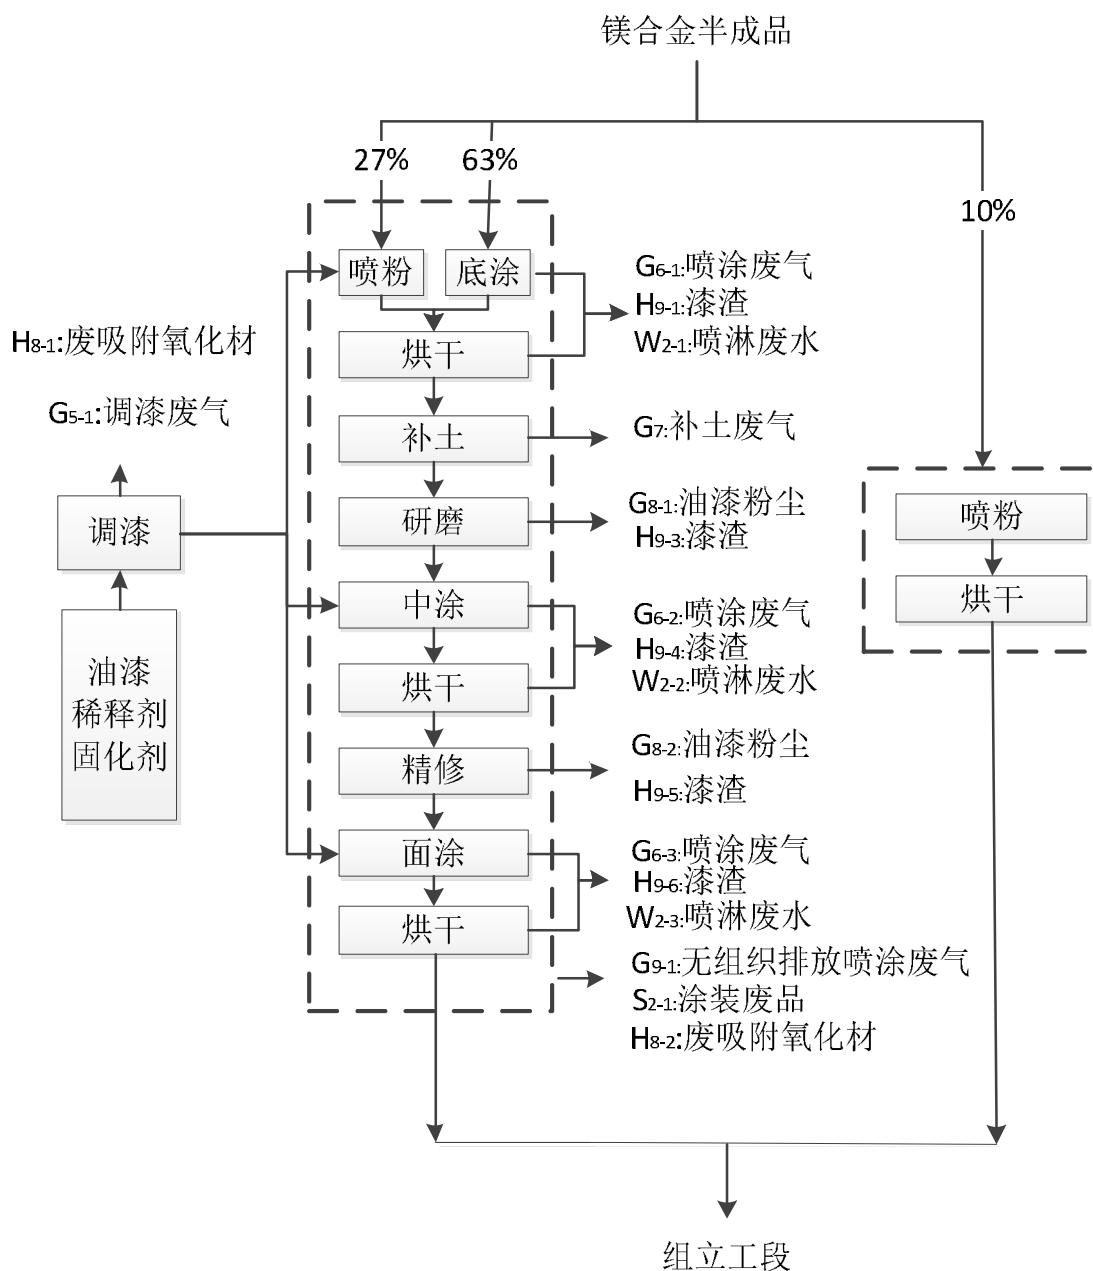 镁合金半成品
27%
63%
10%
喷粉
底涂
G6-1:喷涂废气
H9-1:漆渣
W2-1:喷淋废水
H8-1:废吸附氧化材
烘干
G5-1:调漆废气
补土
G7:补土废气
调漆
研磨
G8-1:油漆粉尘
H9-3:漆渣
喷粉
烘干
中涂
G6-2:喷涂废气
H9-4:漆渣
W2-2:喷淋废水
油漆
稀释剂
固化剂
烘干
精修
G8-2:油漆粉尘
H9-5:漆渣
面涂
G6-3:喷涂废气
H9-6:漆渣
W2-3:喷淋废水
烘干
G9-1:无组织排放喷涂废气
S2-1:涂装废品
H8-2:废吸附氧化材
组立工段